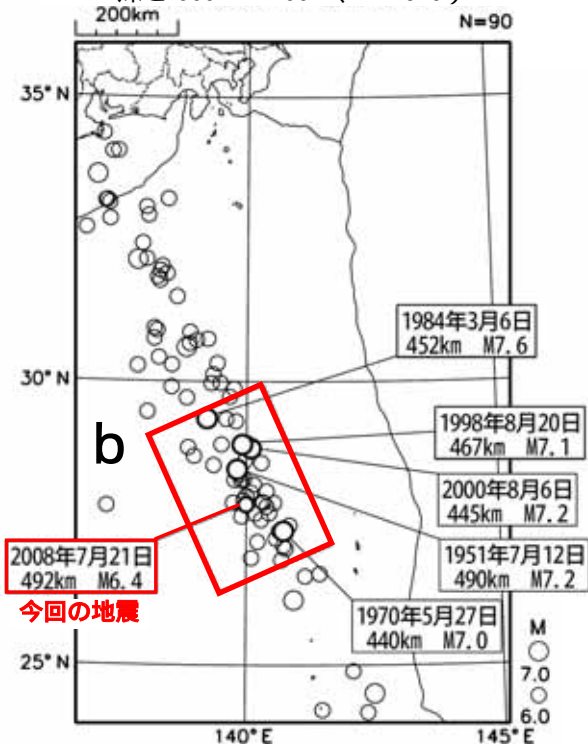 200km
N=90
35°N
1984年3月6日
452km M7.6
30°N
1998年8月20日
467km M7.1
b
2000年8月6日
445km M7.2
2008年7月21日
492km M6.4
今回の地震
1951年7月12日
490km M7.2
1970年5月27日
440km M7.0
M
7.0
6.0
25°N
140°E
145°E